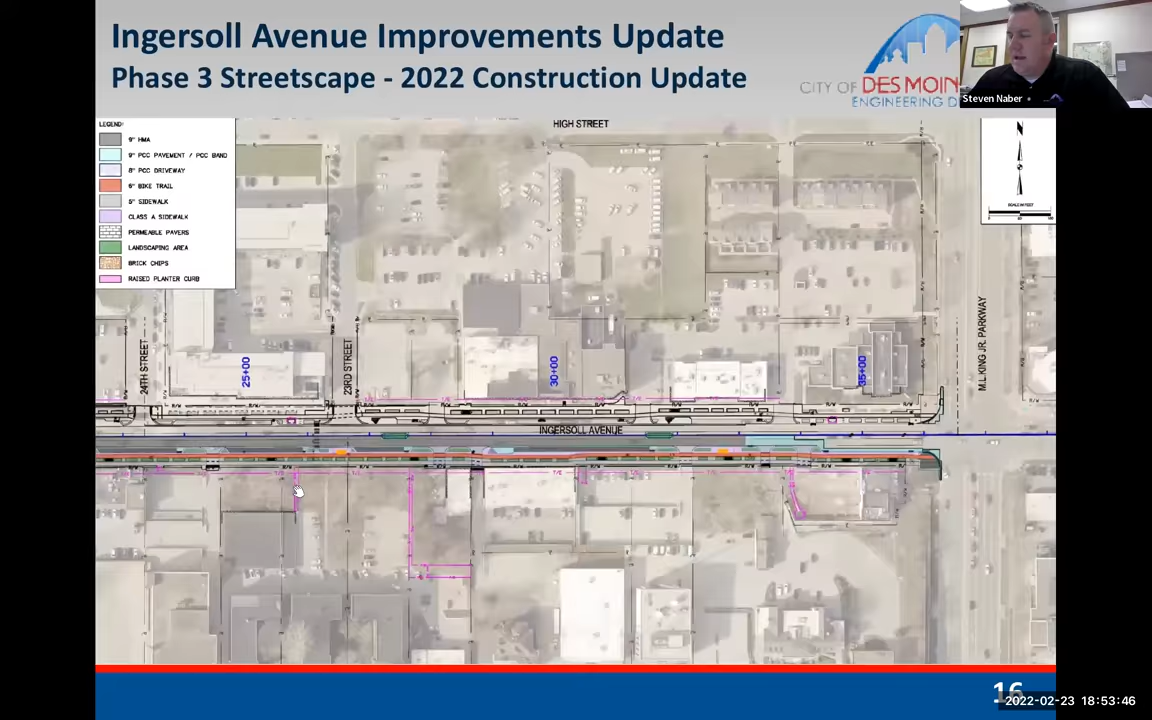 Ingersoll Avenue Improvements Update
Phase 3 Streetscape - 2022 Construction Update
CITY OF DES MOIN
ENGINEERING D
Steven Naber
LEGEND:
9" HMA
9" PCC PAVEMENT / PCC BAND
8" PCC DRIVEWAY
6" BIKE TRAIL
5" SIDEWALK
CLASS A SIDEWALK
PERMEABLE PAVERS
LANDSCAPING AREA
BRICK CHIPS
RAISED PLANTER CURB
HIGH STREET
N
SCALE IN FEET
24TH STREET
25+00
23RD STREET
30+00
35+00
M.L.KING JR. PARKWAY
INGERSOLL AVENUE
16
2022-02-23 18:53:46